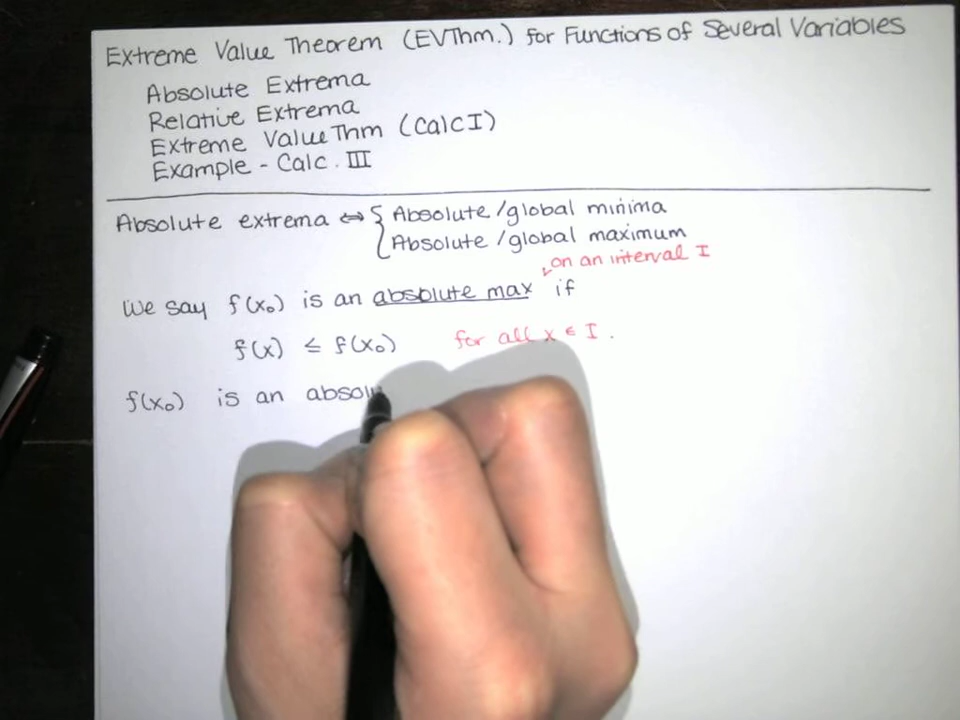 Extreme Value Theorem (EVThm.) for Functions of Several Variables
Absolute Extrema
Relative Extrema
Extreme Value Thm (Calc I)
Example - Calc. III
Absolute extrema ⇔ { Absolute/global minima
Absolute/global maximum
on an interval I
We say f(x₀) is an absolute max if
f(x) ≤ f(x₀) for all x ∈ I.
f(x₀) is an absolu